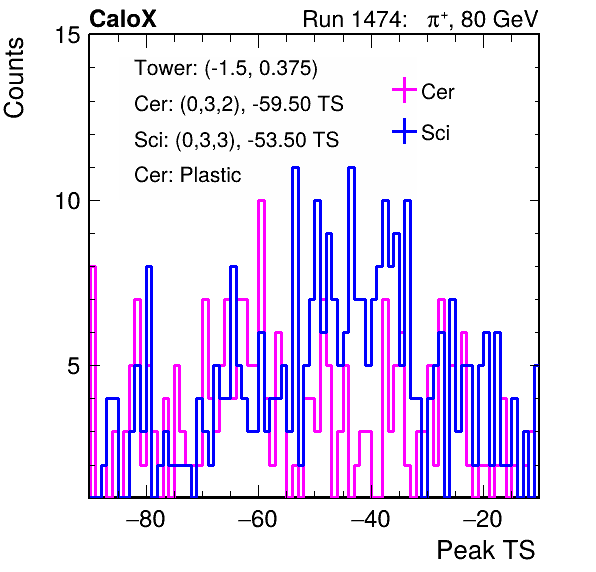 CaloX Run 1474: π⁺, 80 GeV
Counts
15
10
5
Tower: (-1.5, 0.375)
Cer: (0,3,2), -59.50 TS
Sci: (0,3,3), -53.50 TS
Cer: Plastic
Cer
Sci
−80 −60 −40 −20
Peak TS